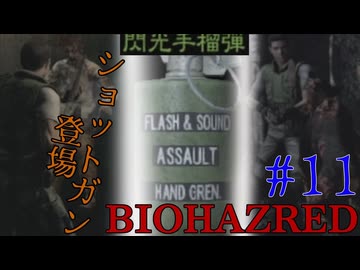 閃光手榴弾
ショットガン
登場
FLASH & SOUND
ASSAULT
HAND GREN.
#11
BIOHAZRED